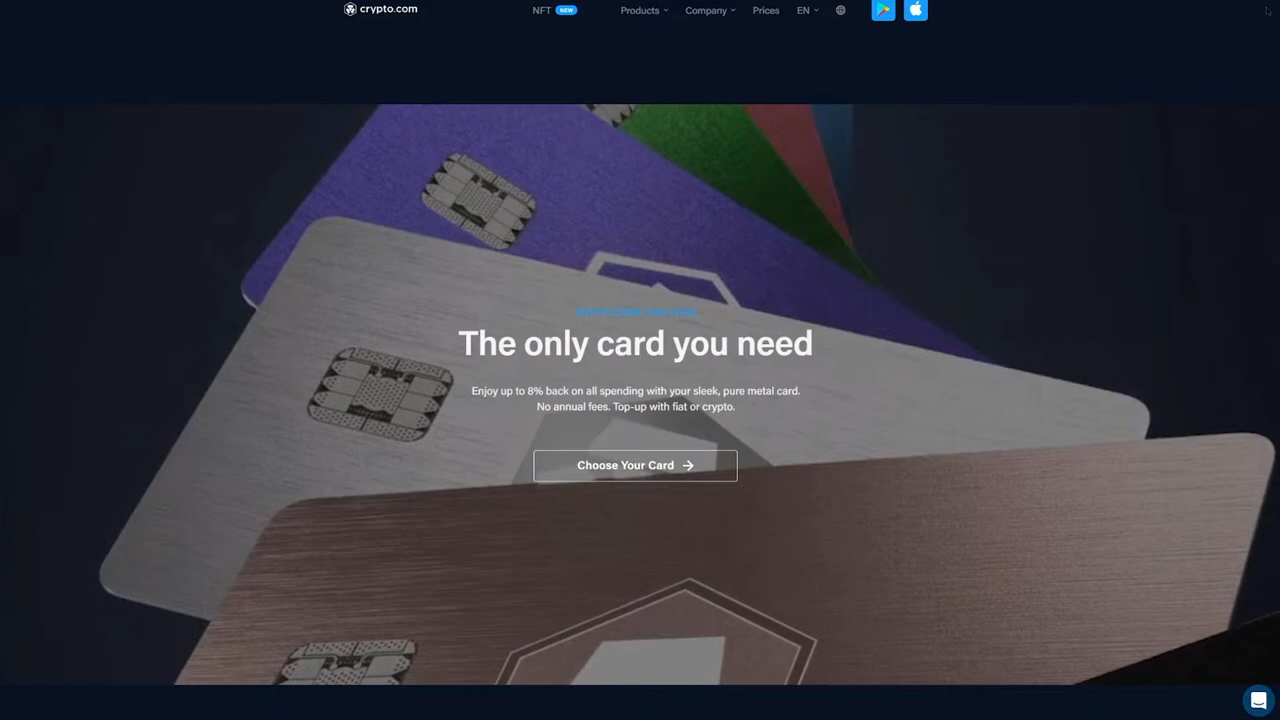 crypto.com
NFT NEW Products Company Prices EN
The only card you need
Enjoy up to 8% back on all spending with your sleek, pure metal card.
No annual fees. Top-up with fiat or crypto.
Choose Your Card →